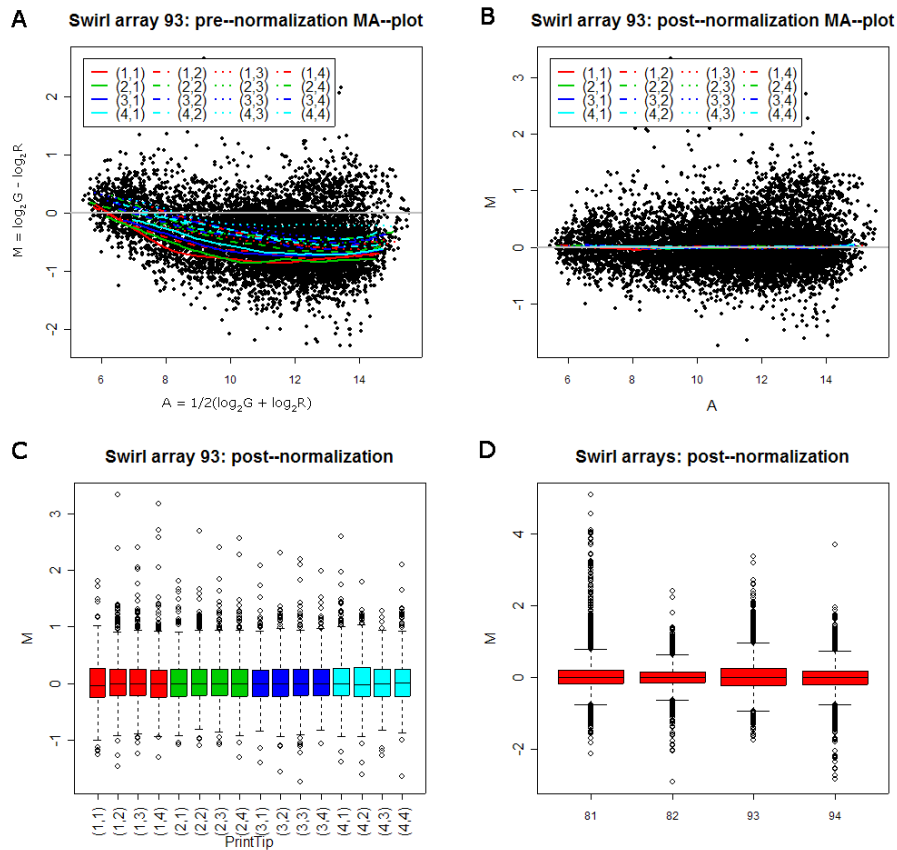 A
Swirl array 93: pre--normalization MA--plot
(1,1) (1,2) (1,3) (1,4)
(2,1) (2,2) (2,3) (2,4)
(3,1) (3,2) (3,3) (3,4)
(4,1) (4,2) (4,3) (4,4)
M = log₂G - log₂R
2
1
0
-1
-2
6 8 10 12 14
A = 1/2(log₂G + log₂R)
B
Swirl array 93: post--normalization MA--plot
(1,1) (1,2) (1,3) (1,4)
(2,1) (2,2) (2,3) (2,4)
(3,1) (3,2) (3,3) (3,4)
(4,1) (4,2) (4,3) (4,4)
M
3
2
1
0
-1
6 8 10 12 14
A
C
Swirl array 93: post--normalization
M
3
2
1
0
-1
(1,1) (1,2) (1,3) (1,4) (2,1) (2,2) (2,3) (2,4) (3,1) (3,2) (3,3) (3,4) (4,1) (4,2) (4,3) (4,4)
PrintTip
D
Swirl arrays: post--normalization
M
4
2
0
-2
81 82 93 94